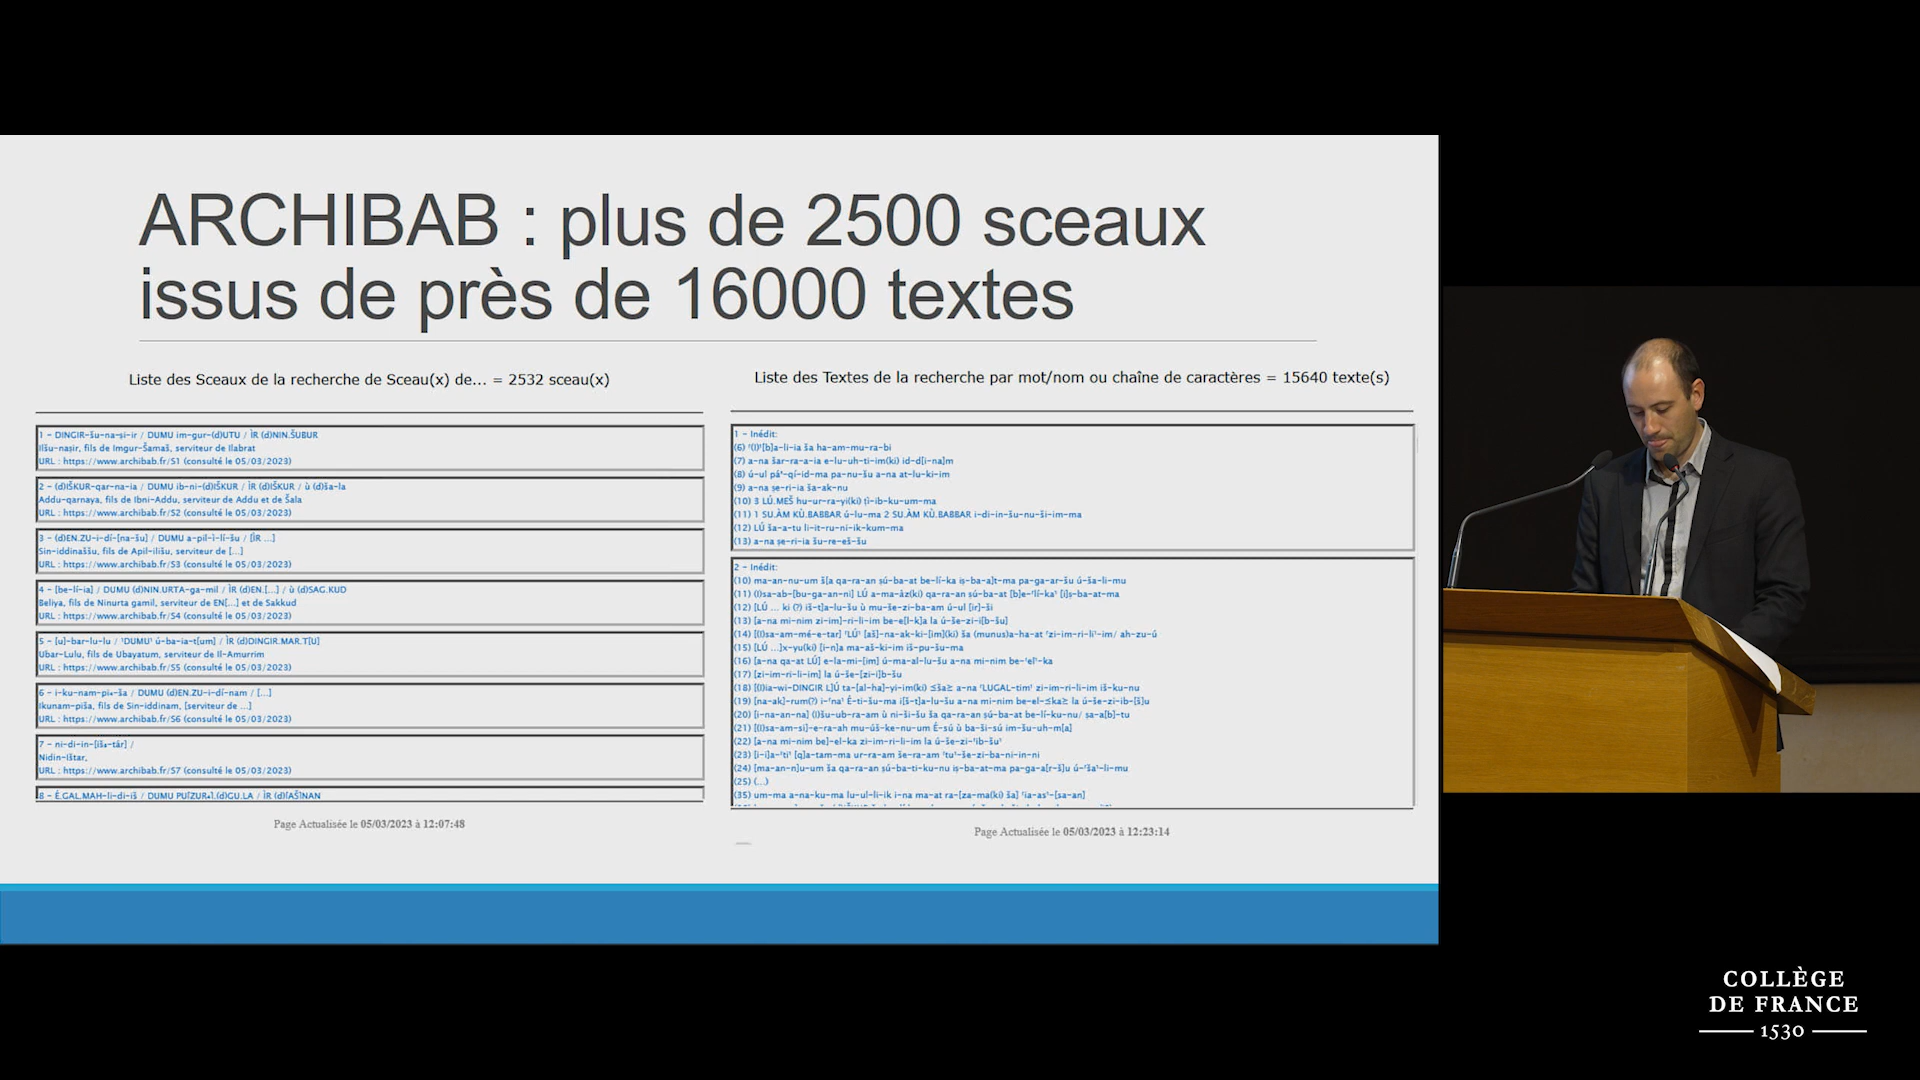 ARCHIBAB : plus de 2500 sceaux
issus de près de 16000 textes
Liste des Sceaux de la recherche de Sceau(x) de... = 2532 sceau(x)
1 - DINGIR-šu-na-ṣi-ir / DUMU im-gur-(d)UTU / ÌR (d)NIN.ŠUBUR
Ilšu-naṣir, fils de Imgur-Šamaš, serviteur de Ilabrat
URL : https://www.archibab.fr/S1 (consulté le 05/03/2023)
2 - (d)IŠKUR-qar-na-ia / DUMU ib-ni-(d)IŠKUR / ÌR (d)IŠKUR / ù (d)ša-la
Addu-qarnaya, fils de Ibni-Addu, serviteur de Addu et de Šala
URL : https://www.archibab.fr/S2 (consulté le 05/03/2023)
3 - (d)EN.ZU-i-dí-[na-šu] / DUMU a-pil-ì-lí-šu / [ÌR ...]
Sin-iddinaššu, fils de Apil-ilišu, serviteur de [...]
URL : https://www.archibab.fr/S3 (consulté le 05/03/2023)
4 - [be-lí-ia] / DUMU (d)NIN.URTA-ga-mil / ÌR (d)EN.[...] / ù (d)SAG.KUD
Beliya, fils de Ninurta gamil, serviteur de EN[...] et de Sakkud
URL : https://www.archibab.fr/S4 (consulté le 05/03/2023)
5 - [u]-bar-lu-lu / ⸢DUMU⸣ ú-ba-ia-t[um] / ÌR (d)DINGIR.MAR.T[U]
Ubar-Lulu, fils de Ubayatum, serviteur de Il-Amurrim
URL : https://www.archibab.fr/S5 (consulté le 05/03/2023)
6 - i-ku-nam-pi₄-ša / DUMU (d)EN.ZU-i-dí-nam / [...]
Ikunam-piša, fils de Sin-iddinam, [serviteur de ...]
URL : https://www.archibab.fr/S6 (consulté le 05/03/2023)
7 - ni-di-in-[iš₈-tár] /
Nidin-Ištar,
URL : https://www.archibab.fr/S7 (consulté le 05/03/2023)
8 - É.GAL.MAH-li-di-iš / DUMU
Page Actualisée le 05/03/2023 à 12:07:48
Liste des Textes de la recherche par mot/nom ou chaîne de caractères = 15640 texte(s)
1 - Inédit:
(6) ⸢(I)⸣[b]a-li-ia ša ha-am-mu-ra-bi
(7) a-na šar-ra-a-ia e-lu-uh-ti-im(ki) id-d[i-na]m
(8) ú-ul pá*-qí-id-ma pa-nu-šu a-na at-lu-ki-im
(9) a-na ṣe-ri-ia ša-ak-nu
(10) 3 LÚ.MEŠ hu-ur-ra-yi(ki) ṭì-ib-ku-um-ma
(11) 1 SU.ÀM KÙ.BABBAR ú-lu-ma 2 SU.ÀM KÙ.BABBAR i-di-in-šu-nu-ši-im-ma
(12) LÚ ša-a-tu li-it-ru-ni-ik-kum-ma
(13) a-na ṣe-ri-ia šu-re-eš-šu
2 - Inédit:
(10) ma-an-nu-um š[a qa-ra-an ṣú-ba-at be-lí-ka iṣ-ba-a]t-ma pa-ga-ar-šu ú-ša-li-mu
(11) (I)sa-ab-[bu-ga-an-ni] LÚ a-ma-àz(ki) qa-ra-an ṣú-ba-at [b]e-⸢lí-ka⸣ [i]ṣ-ba-at-ma
(12) [LÚ ... ki (?) iš-t]a-lu-šu ù mu-še-zi-ba-am ú-ul [ir]-ši
(13) [a-na mi-nim zi-im]-ri-li-im be-e[l-k]a la ú-še-zi-i[b-šu]
(14) [(I)sa-am-mé-e-tar] ⸢LÚ⸣ [aš]-na-ak-ki-[im](ki) ša (munus)a-ha-at ⸢zi-im-ri-li⸣-im/ ah-zu-ú
(15) [LÚ ...]x-yu(ki) [i-n]a ma-aš-ki-im iš-pu-šu-ma
(16) [a-na qa-at LÚ] e-la-mi-[im] ú-ma-al-lu-šu a-na mi-nim be-⸢el⸣-ka
(17) [zi-im-ri-li-im] la ú-še-[zi-i]b-šu
(18) [(I)ia-wi-DINGIR L]Ú ta-[al-ha]-yi-im(ki) ≤ša≥ a-na ⸢LUGAL-tim⸣ zi-im-ri-li-im iš-ku-nu
(19) [na-ak]-rum(?) i-⸢na⸣ É-ti-šu-ma i[š-t]a-lu-šu a-na mi-nim be-el-≤ka≥ la ú-še-zi-ib-[š]u
(20) [i-na-an-na] (I)šu-ub-ra-am ù ni-ši-šu ša qa-ra-an ṣú-ba-at be-lí-ku-nu/ ṣa-a[b]-tu
(21) [(I)sa-am-si]-e-ra-ah mu-úš-ke-nu-um É-sú ù ba-ši-sú im-šu-uh-m[a]
(22) [a-na mi-nim be]-el-ka zi-im-ri-li-im la ú-še-zi-⸢ib-šu⸣
(23) [i-i]a-⸢ti⸣ [q]a-tam-ma ur-ra-am še-ra-am ⸢tu⸣-še-zi-ba-ni-in-ni
(24) [ma-an-n]u-um ša qa-ra-an ṣú-ba-ti-ku-nu iṣ-ba-at-ma pa-ga-a[r-š]u ú-⸢ša⸣-li-mu
(25) (...)
(35) um-ma a-na-ku-ma lu-ul-li-ik i-na ma-at ra-[za-ma(ki) ša] ⸢ia-as⸣-[sa-an]
Page Actualisée le 05/03/2023 à 12:23:14
COLLÈGE
DE FRANCE
1530